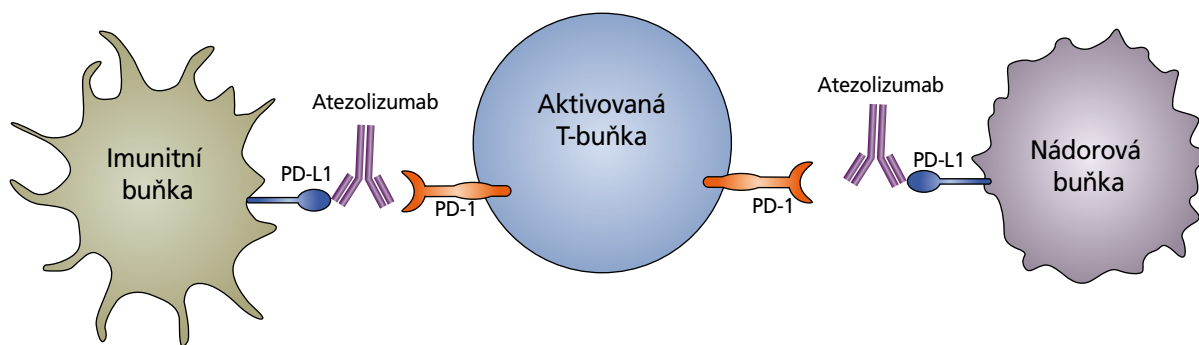 Imunitní
buňka
PD-L1
Atezolizumab
PD-1
Aktivovaná
T-buňka
PD-1
Atezolizumab
PD-L1
Nádorová
buňka